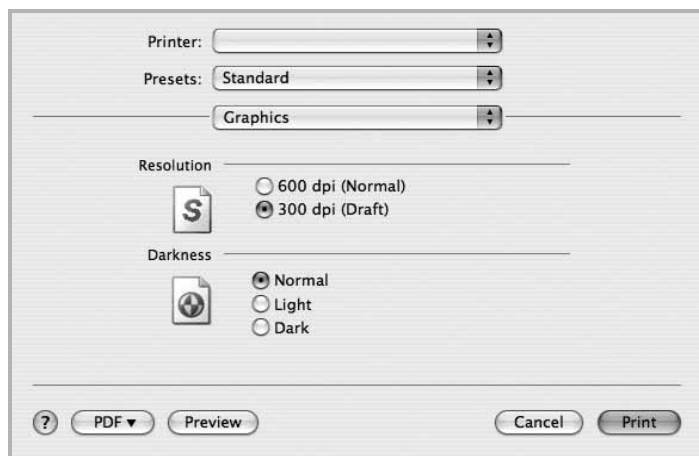 Printer:
Presets: Standard
Graphics
Resolution
600 dpi (Normal)
S
300 dpi (Draft)
Darkness
Normal
Light
Dark
? PDF▼ Preview Cancel Print